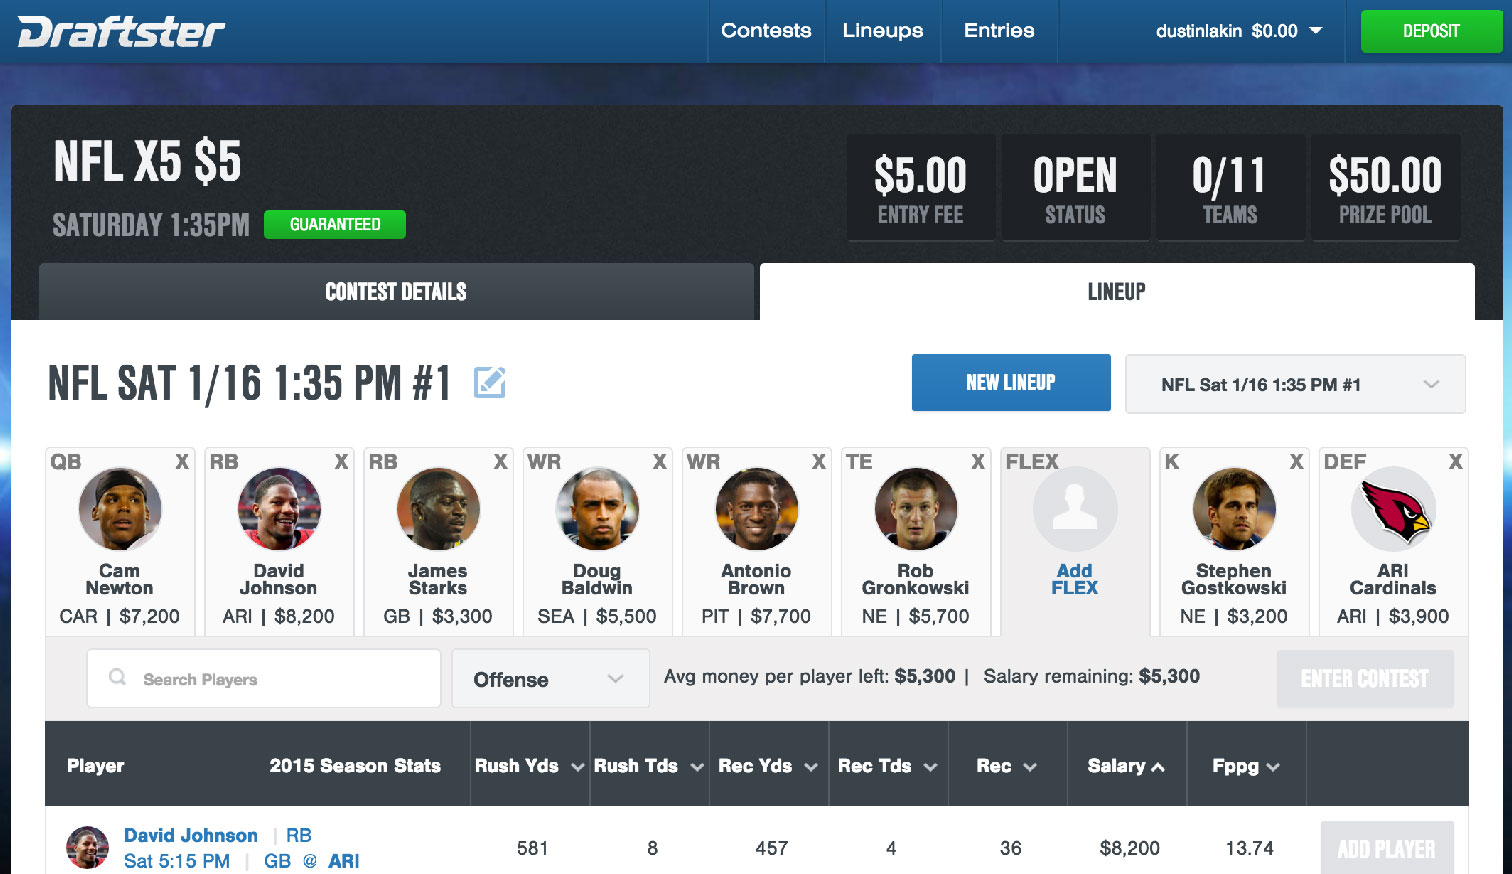 Draftster
Contests Lineups Entries dustinlakin $0.00 DEPOSIT
NFL X5 $5
SATURDAY 1:35PM GUARANTEED
$5.00 OPEN 0/11 $50.00
ENTRY FEE STATUS TEAMS PRIZE POOL
CONTEST DETAILS LINEUP
NFL SAT 1/16 1:35 PM #1 NEW LINEUP NFL Sat 1/16 1:35 PM #1
QB X RB X RB X WR X WR X TE X FLEX K X DEF X
Cam David James Doug Antonio Rob Add Stephen ARI
Newton Johnson Starks Baldwin Brown Gronkowski FLEX Gostkowski Cardinals
CAR | $7,200 ARI | $8,200 GB | $3,300 SEA | $5,500 PIT | $7,700 NE | $5,700 NE | $3,200 ARI | $3,900
Search Players Offense Avg money per player left: $5,300 | Salary remaining: $5,300 ENTER CONTEST
Player 2015 Season Stats Rush Yds Rush Tds Rec Yds Rec Tds Rec Salary Fppg
David Johnson | RB
581 8 457 4 36 $8,200 13.74 ADD PLAYER
Sat 5:15 PM | GB @ ARI